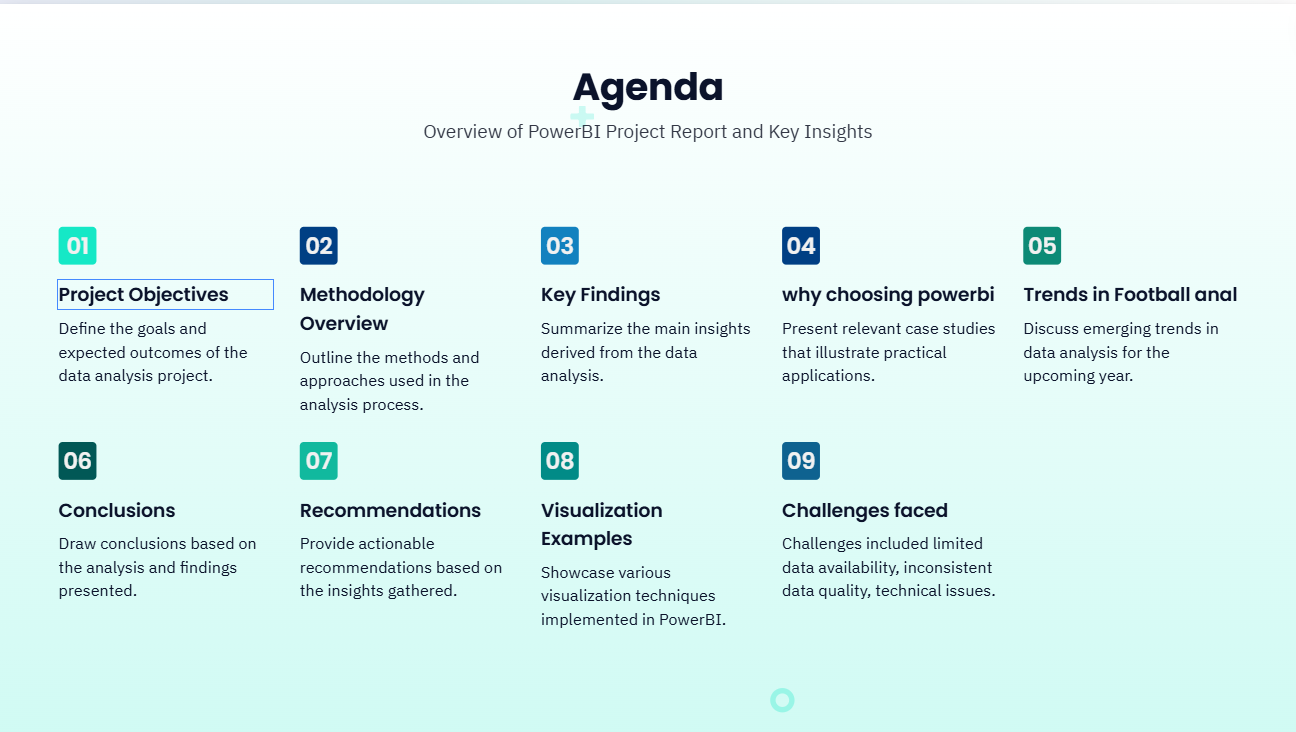 Agenda
Overview of PowerBI Project Report and Key Insights
01
Project Objectives
Define the goals and
expected outcomes of the
data analysis project.
02
Methodology
Overview
Outline the methods and
approaches used in the
analysis process.
03
Key Findings
Summarize the main insights
derived from the data
analysis.
04
why choosing powerbi
Present relevant case studies
that illustrate practical
applications.
05
Trends in Football anal
Discuss emerging trends in
data analysis for the
upcoming year.
06
Conclusions
Draw conclusions based on
the analysis and findings
presented.
07
Recommendations
Provide actionable
recommendations based on
the insights gathered.
08
Visualization
Examples
Showcase various
visualization techniques
implemented in PowerBI.
09
Challenges faced
Challenges included limited
data availability, inconsistent
data quality, technical issues.